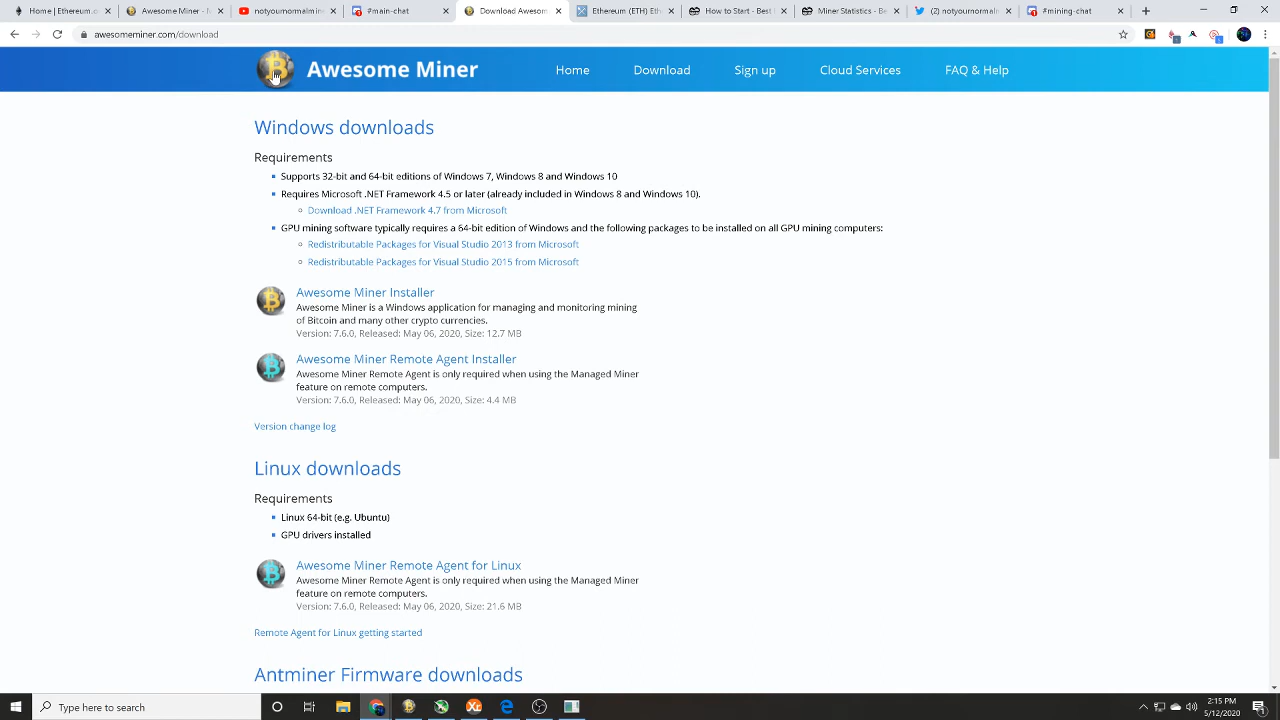 Home | Ethereum.o
Awesome Miner - N
notyournormalminin
#main-chat
Download Awesome
Ethereum (ETH) Eth
How to Start - Best
Miner Statistics - Be
(2) notyournormali
#mining-chat
awesomeminer.com/download
Awesome Miner
Home
Download
Sign up
Cloud Services
FAQ & Help
Windows downloads
Requirements
Supports 32-bit and 64-bit editions of Windows 7, Windows 8 and Windows 10
Requires Microsoft .NET Framework 4.5 or later (already included in Windows 8 and Windows 10).
Download .NET Framework 4.7 from Microsoft
GPU mining software typically requires a 64-bit edition of Windows and the following packages to be installed on all GPU mining computers:
Redistributable Packages for Visual Studio 2013 from Microsoft
Redistributable Packages for Visual Studio 2015 from Microsoft
Awesome Miner Installer
Awesome Miner is a Windows application for managing and monitoring mining
of Bitcoin and many other crypto currencies.
Version: 7.6.0, Released: May 06, 2020, Size: 12.7 MB
Awesome Miner Remote Agent Installer
Awesome Miner Remote Agent is only required when using the Managed Miner
feature on remote computers.
Version: 7.6.0, Released: May 06, 2020, Size: 4.4 MB
Version change log
Linux downloads
Requirements
Linux 64-bit (e.g. Ubuntu)
GPU drivers installed
Awesome Miner Remote Agent for Linux
Awesome Miner Remote Agent is only required when using the Managed Miner
feature on remote computers.
Version: 7.6.0, Released: May 06, 2020, Size: 21.6 MB
Remote Agent for Linux getting started
Antminer Firmware downloads
Type here to search
2:15 PM
5/12/2020